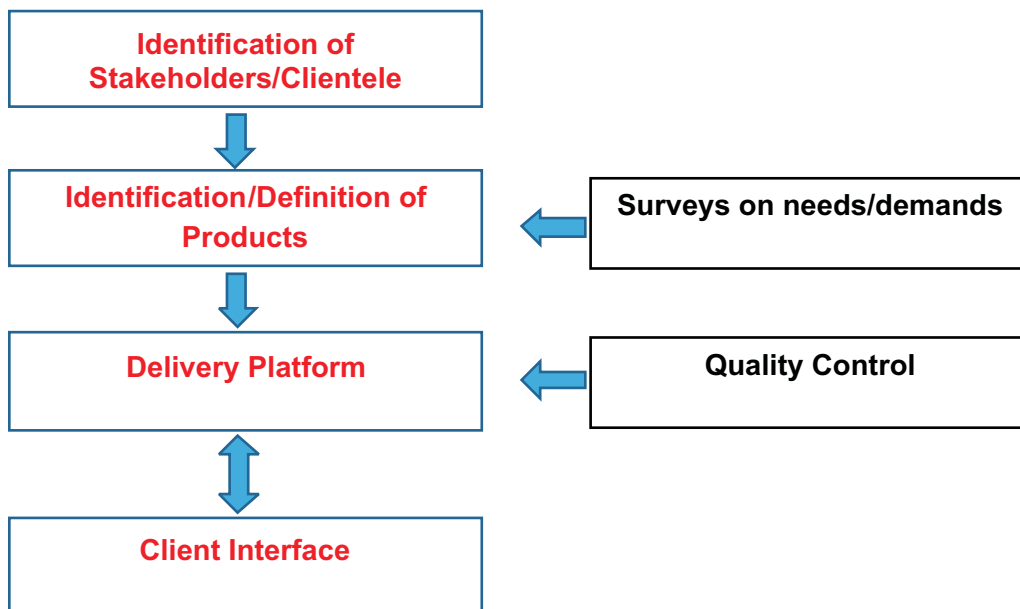 Identification of
Stakeholders/Clientele
Identification/Definition of
Products
Surveys on needs/demands
Delivery Platform
Quality Control
Client Interface